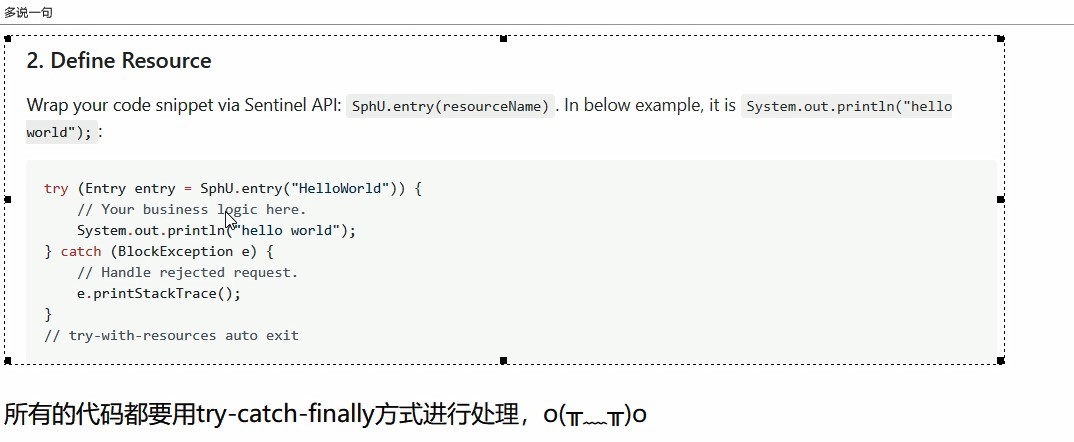 多说一句
2. Define Resource
Wrap your code snippet via Sentinel API: SphU.entry(resourceName) . In below example, it is System.out.println("hello
world"); :
try (Entry entry = SphU.entry("HelloWorld")) {
    // Your business logic here.
    System.out.println("hello world");
} catch (BlockException e) {
    // Handle rejected request.
    e.printStackTrace();
}
// try-with-resources auto exit
所有的代码都要用try-catch-finally方式进行处理，o(╥﹏╥)o